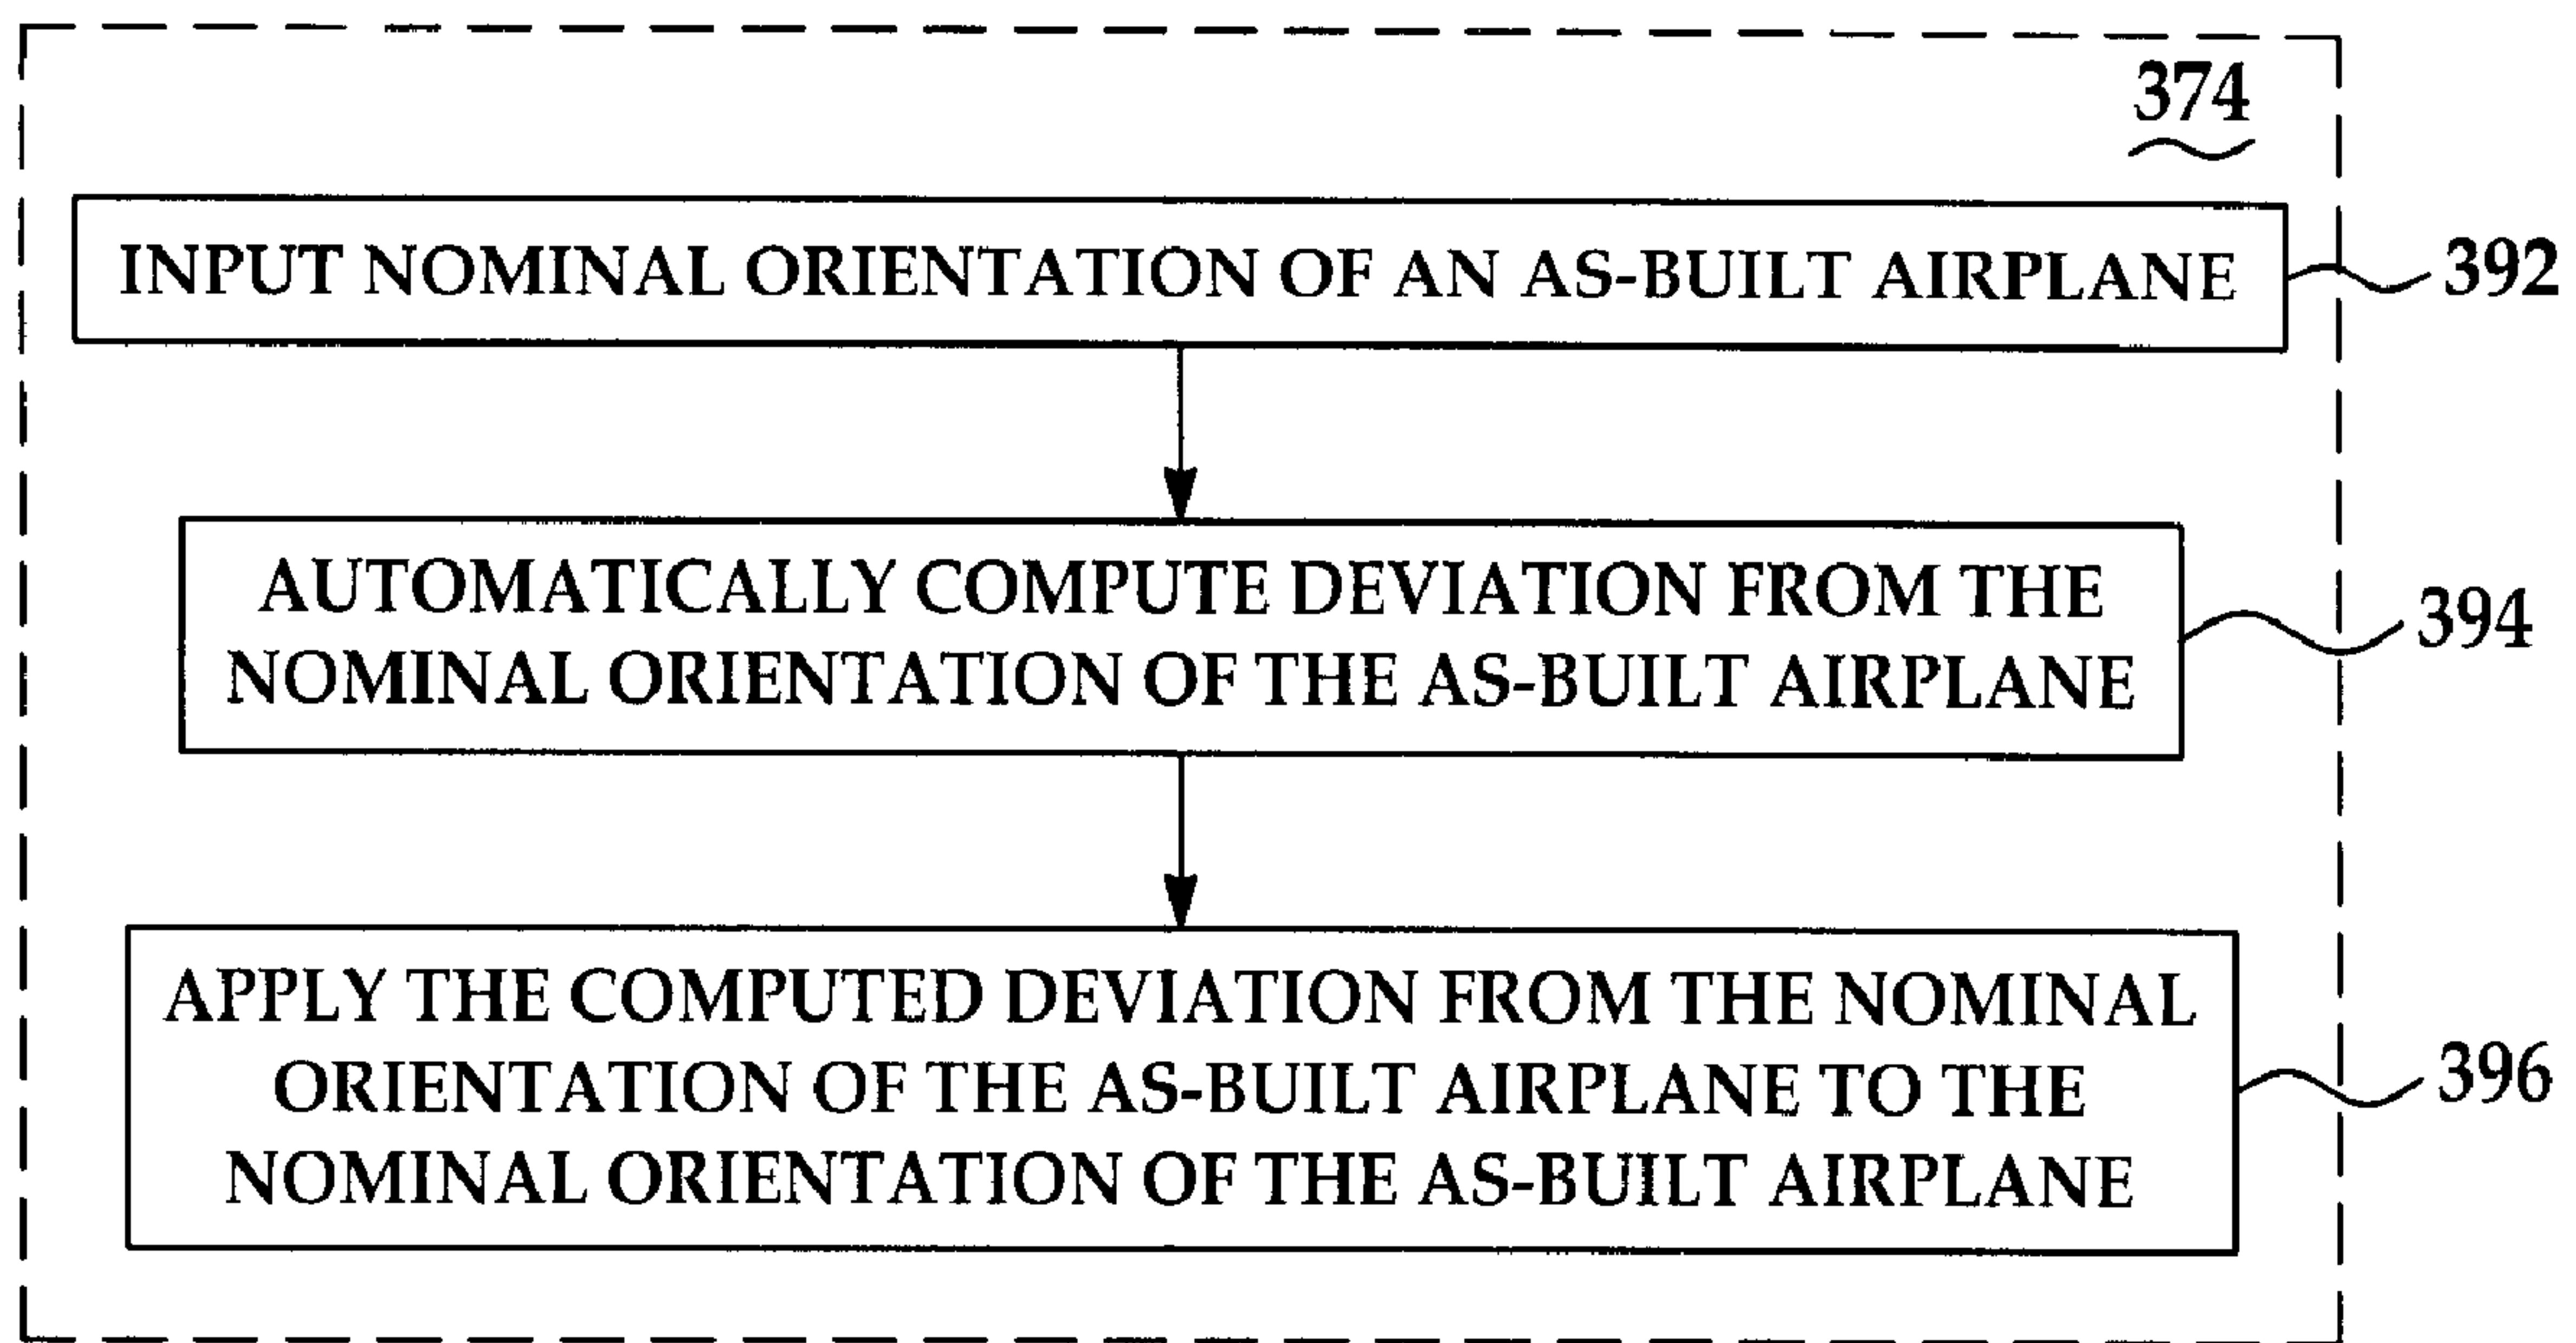 374
INPUT NOMINAL ORIENTATION OF AN AS-BUILT AIRPLANE
392
AUTOMATICALLY COMPUTE DEVIATION FROM THE
NOMINAL ORIENTATION OF THE AS-BUILT AIRPLANE
394
APPLY THE COMPUTED DEVIATION FROM THE NOMINAL
ORIENTATION OF THE AS-BUILT AIRPLANE TO THE
NOMINAL ORIENTATION OF THE AS-BUILT AIRPLANE
396